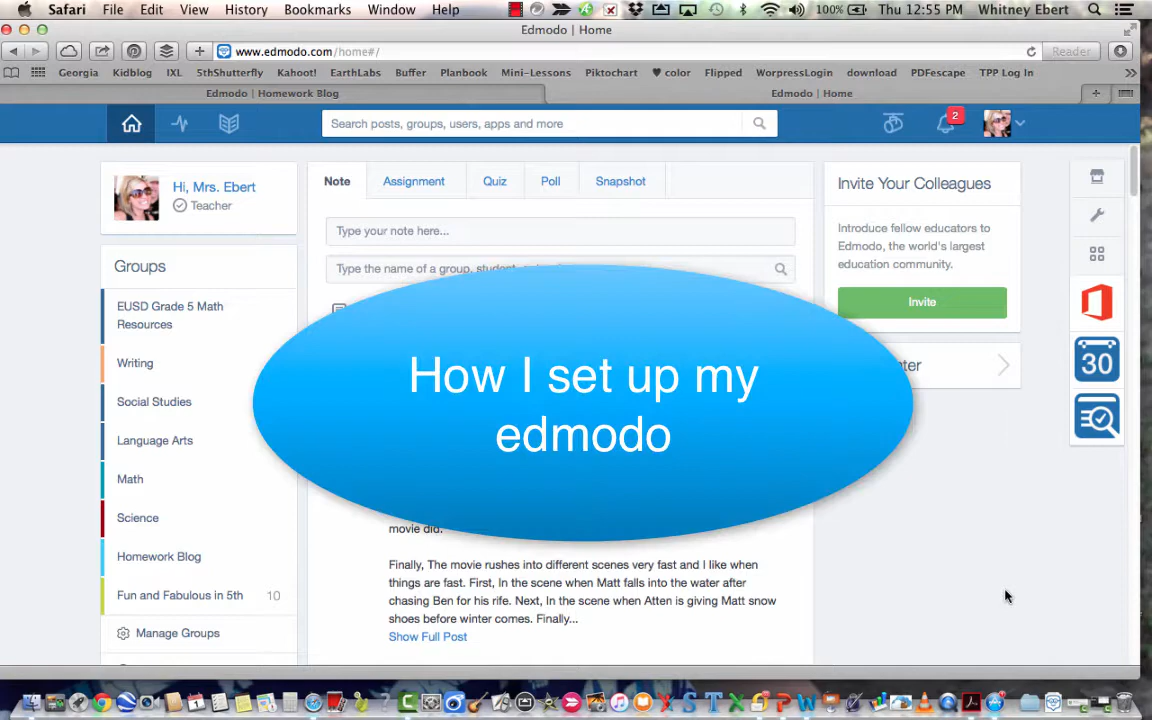 Safari File Edit View History Bookmarks Window Help 100% Thu 12:55 PM Whitney Ebert
Edmodo | Home
www.edmodo.com/home#/ Reader
Georgia Kidblog IXL 5thShutterfly Kahoot! EarthLabs Buffer Planbook Mini-Lessons Piktochart ♥ color Flipped WorpressLogin download PDFescape TPP Log In
Edmodo | Homework Blog Edmodo | Home
Search posts, groups, users, apps and more 2
Hi, Mrs. Ebert
Teacher
Groups
EUSD Grade 5 Math
Resources
Writing
Social Studies
Language Arts
Math
Science
Homework Blog
Fun and Fabulous in 5th 10
Manage Groups
Note Assignment Quiz Poll Snapshot
Type your note here...
Type the name of a group, student,
How I set up my
edmodo
movie did.
Finally, The movie rushes into different scenes very fast and I like when
things are fast. First, In the scene when Matt falls into the water after
chasing Ben for his rife. Next, In the scene when Atten is giving Matt snow
shoes before winter comes. Finally...
Show Full Post
Invite Your Colleagues
Introduce fellow educators to
Edmodo, the world's largest
education community.
Invite
30